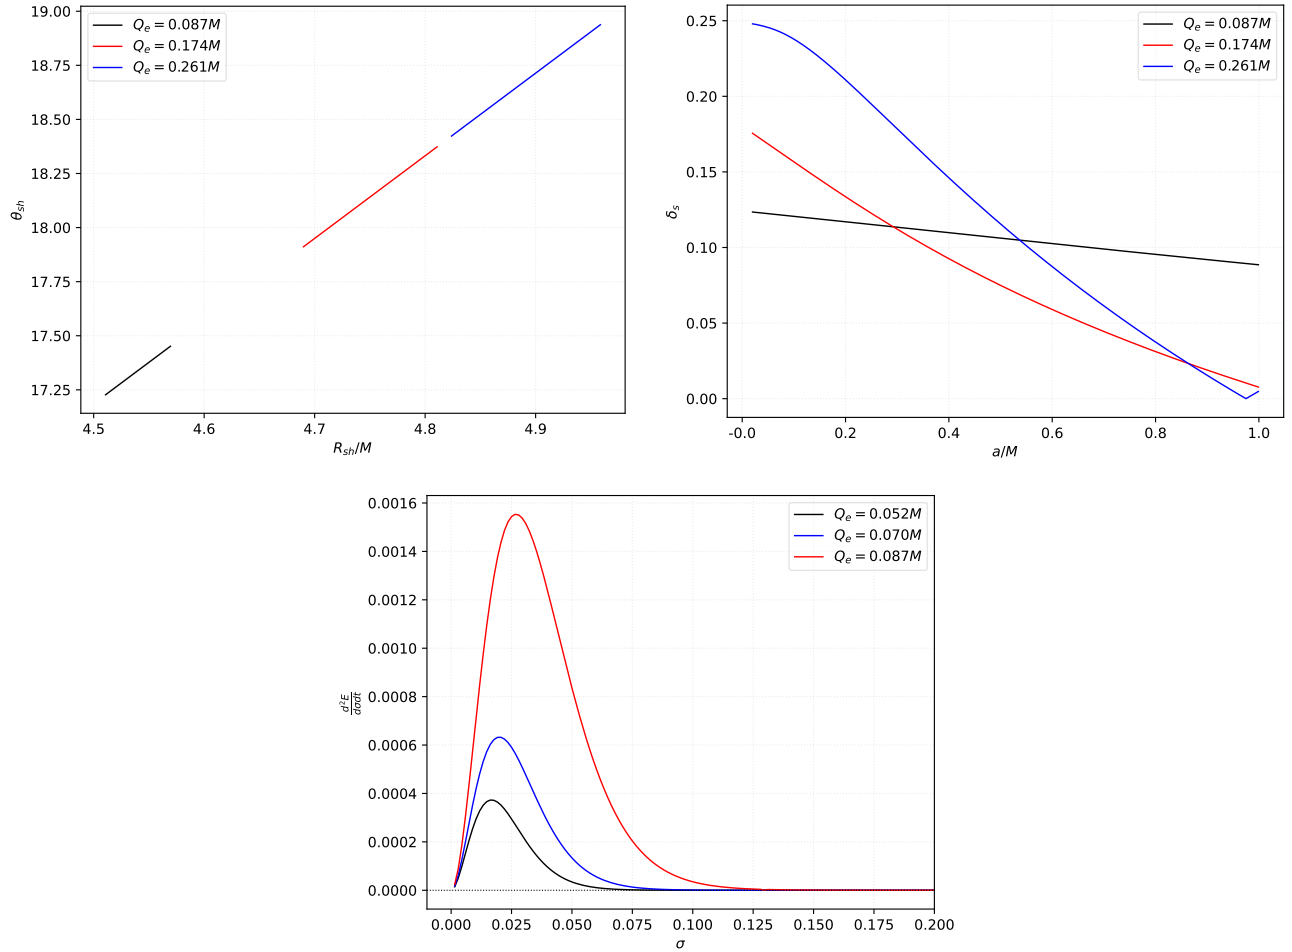 19.00
18.75
18.50
18.25
18.00
17.75
17.50
17.25
θ_sh
4.5 4.6 4.7 4.8 4.9
R_sh/M
Q_e = 0.087M
Q_e = 0.174M
Q_e = 0.261M
0.25
0.20
0.15
0.10
0.05
0.00
δ_s
-0.0 0.2 0.4 0.6 0.8 1.0
a/M
Q_e = 0.087M
Q_e = 0.174M
Q_e = 0.261M
0.0016
0.0014
0.0012
0.0010
0.0008
0.0006
0.0004
0.0002
0.0000
d²E/dσdt
0.000 0.025 0.050 0.075 0.100 0.125 0.150 0.175 0.200
σ
Q_e = 0.052M
Q_e = 0.070M
Q_e = 0.087M